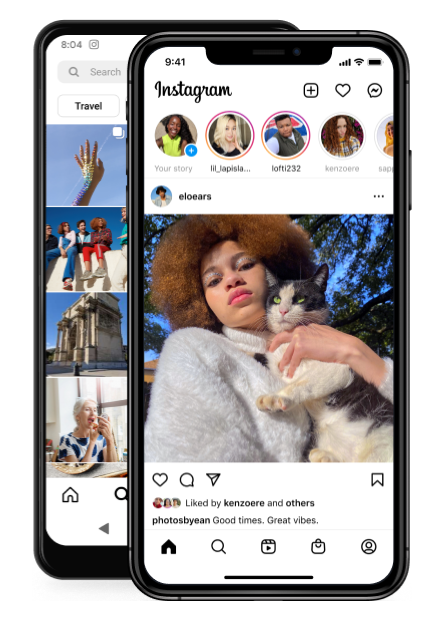 8:04
Search
Travel
9:41
Instagram
Your story
lil_lapisla...
lofti232
kenzoere
sapp
eloears
Liked by kenzoere and others
photosbyean Good times. Great vibes.